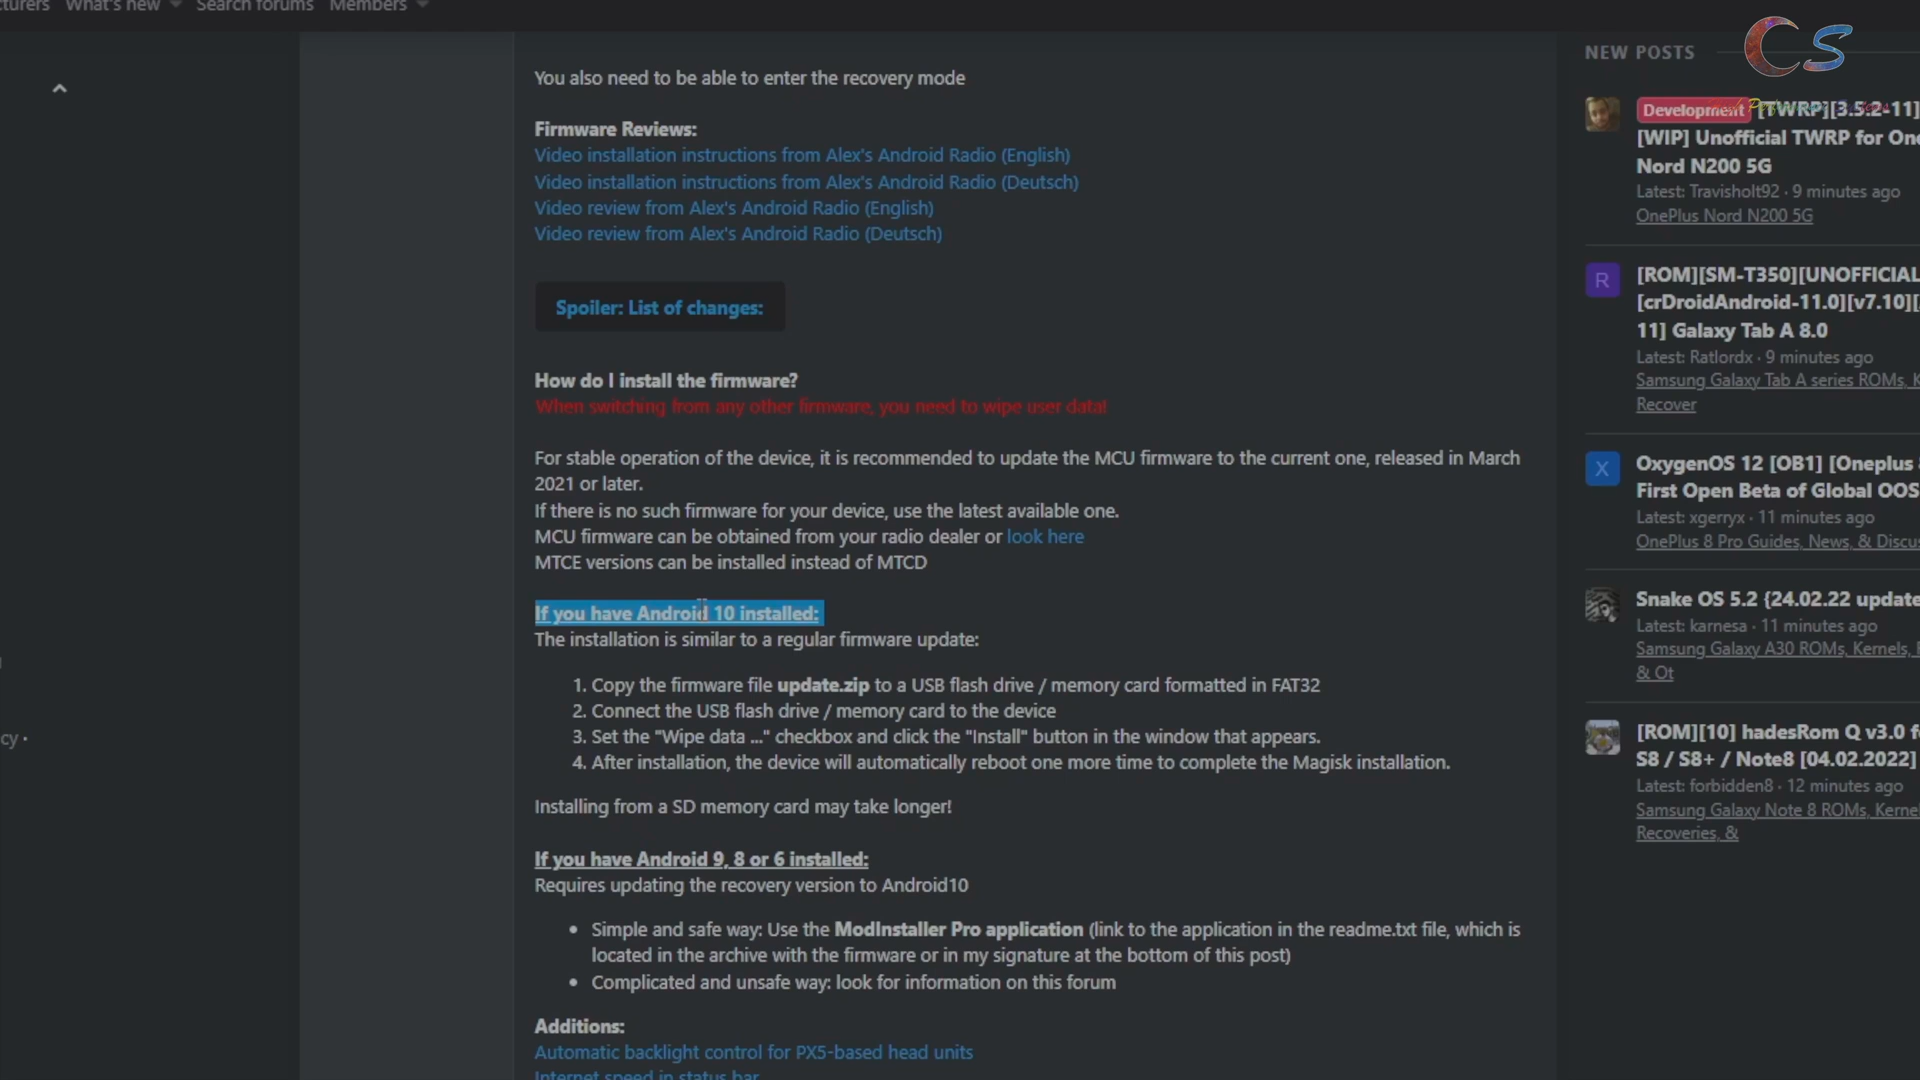 cturers What's new Search forums Members
CS
NEW POSTS
You also need to be able to enter the recovery mode
Firmware Reviews:
Video installation instructions from Alex's Android Radio (English)
Video installation instructions from Alex's Android Radio (Deutsch)
Video review from Alex's Android Radio (English)
Video review from Alex's Android Radio (Deutsch)
Spoiler: List of changes:
How do I install the firmware?
When switching from any other firmware, you need to wipe user data!
For stable operation of the device, it is recommended to update the MCU firmware to the current one, released in March
2021 or later.
If there is no such firmware for your device, use the latest available one.
MCU firmware can be obtained from your radio dealer or look here
MTCE versions can be installed instead of MTCD
If you have Android 10 installed:
The installation is similar to a regular firmware update:
1. Copy the firmware file update.zip to a USB flash drive / memory card formatted in FAT32
2. Connect the USB flash drive / memory card to the device
3. Set the "Wipe data ..." checkbox and click the "Install" button in the window that appears.
4. After installation, the device will automatically reboot one more time to complete the Magisk installation.
Installing from a SD memory card may take longer!
If you have Android 9, 8 or 6 installed:
Requires updating the recovery version to Android10
• Simple and safe way: Use the ModInstaller Pro application (link to the application in the readme.txt file, which is
located in the archive with the firmware or in my signature at the bottom of this post)
• Complicated and unsafe way: look for information on this forum
Additions:
Automatic backlight control for PX5-based head units
Internet speed in status bar
cy •
Development [TWRP][3.5.2-11]
[WIP] Unofficial TWRP for One
Nord N200 5G
Latest: Travisholt92 · 9 minutes ago
OnePlus Nord N200 5G
R
[ROM][SM-T350][UNOFFICIAL
[crDroidAndroid-11.0][v7.10][
11] Galaxy Tab A 8.0
Latest: Ratlordx · 9 minutes ago
Samsung Galaxy Tab A series ROMs, K
Recover
X
OxygenOS 12 [OB1] [Oneplus 8
First Open Beta of Global OOS
Latest: xgerryx · 11 minutes ago
OnePlus 8 Pro Guides, News, & Discus
Snake OS 5.2 {24.02.22 update
Latest: karnesa · 11 minutes ago
Samsung Galaxy A30 ROMs, Kernels, R
& Ot
[ROM][10] hadesRom Q v3.0 fo
S8 / S8+ / Note8 [04.02.2022]
Latest: forbidden8 · 12 minutes ago
Samsung Galaxy Note 8 ROMs, Kernel
Recoveries, &